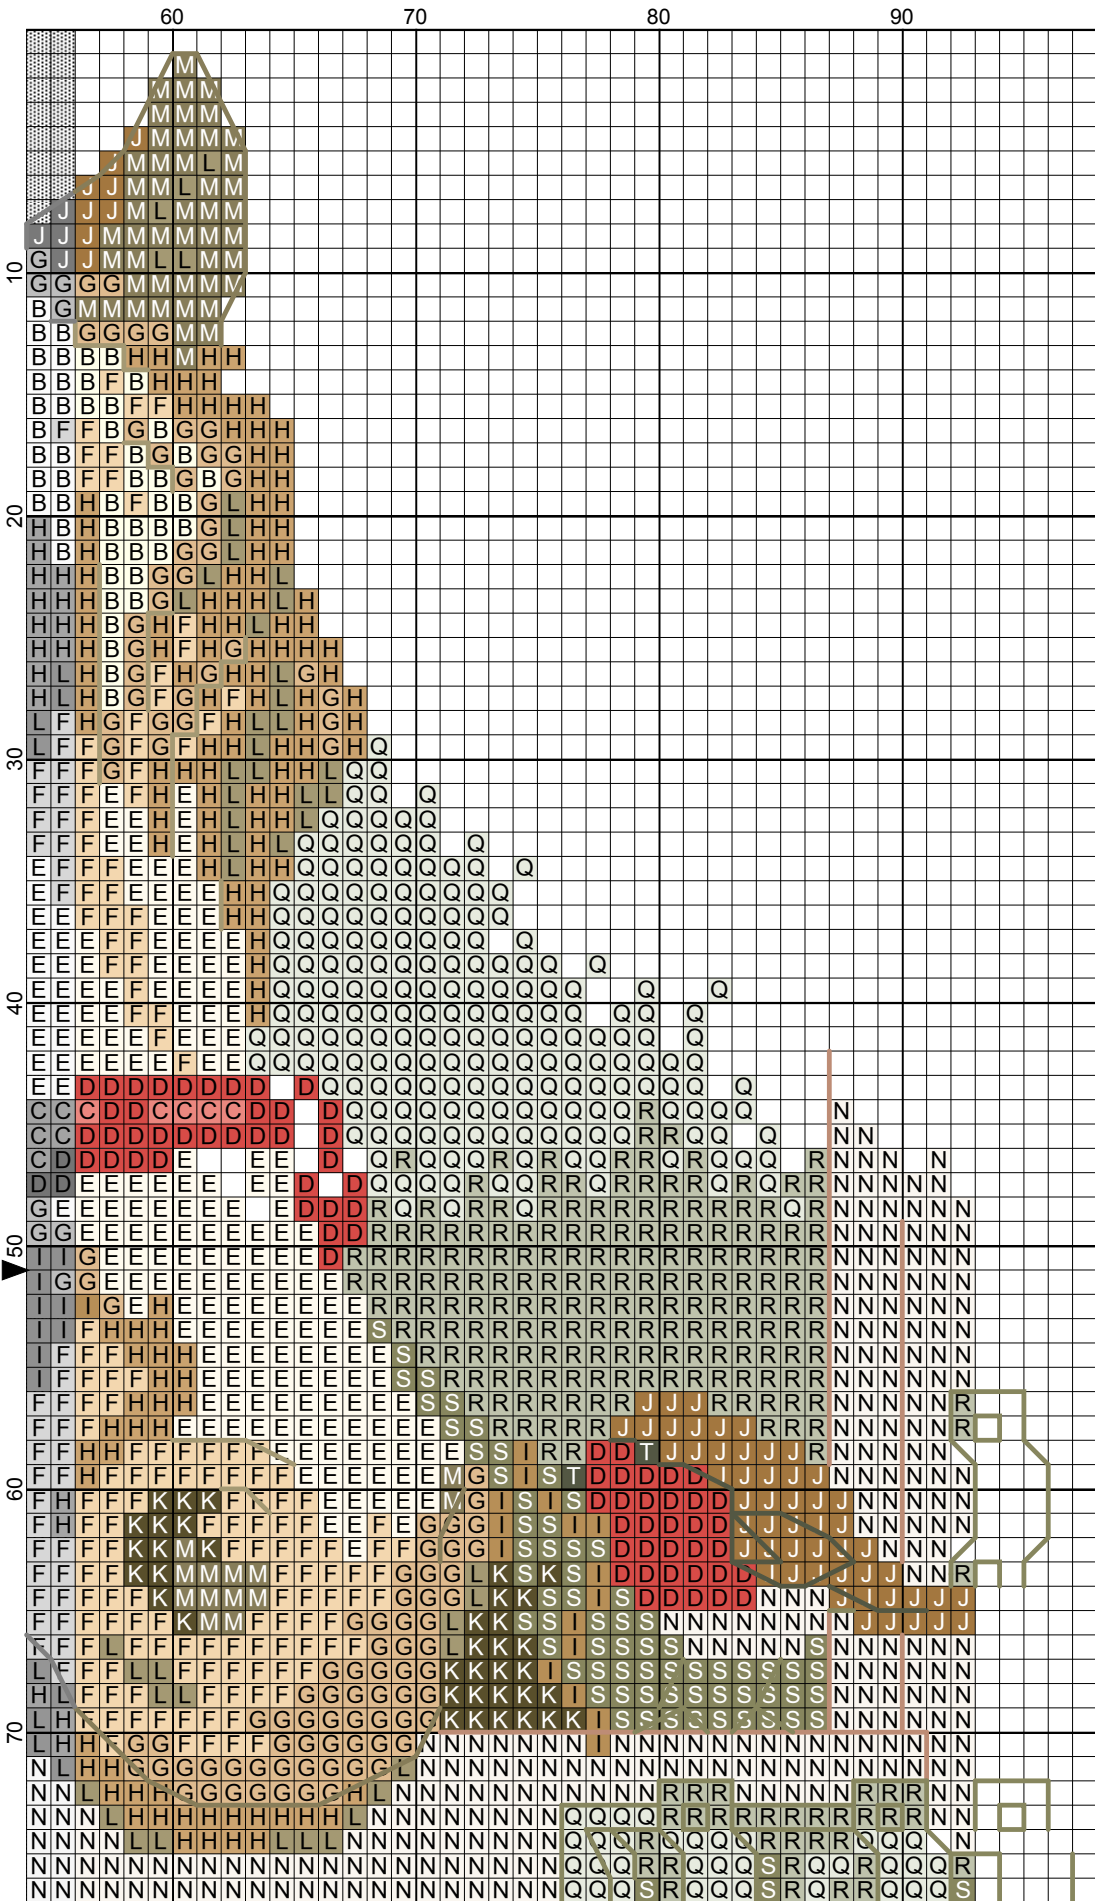 60 70 80 90
M
M M M
M M M
J M M M M
J M M M L M
J J M M L M M
J J J M L M M M
J J J M M M M M M
G J J M M L L M M
10
G G G G M M M M M
B G M M M M M M
B B G G G G M M
B B B B H H M H H
B B B F B H H H
B B B B F F H H H H
B F F B G B G G H H H
B B F F B G B G G H H
B B F F B B G B G H H
B B H B F B B G L H H
20
H B H B B B B G L H H
H B H B B B G G L H H
H H H B B G G L H H L
H H H B B G L H H H L H
H H H B G H F H H L H H
H H H B G H F H G H H H H
H L H B G F H G H H L G H
H L H B G F G H F H L H G H
L F H G F G G F H L L H G H
L F F G F G F H H L H H G H Q
30
F F F G F H H H L L H H L Q Q
F F F E F H E H L H H L L Q Q Q
F F F E E H E H L H H L Q Q Q Q Q
F F F E E H E H L H L Q Q Q Q Q Q Q
E F F F E E E H L H H Q Q Q Q Q Q Q Q Q
E F F F E E E E H H Q Q Q Q Q Q Q Q Q Q
E E F F F E E E H H Q Q Q Q Q Q Q Q Q Q
E E E F F E E E E H Q Q Q Q Q Q Q Q Q Q
E E E F F E E E E H Q Q Q Q Q Q Q Q Q Q Q Q Q
E E E E F E E E E H Q Q Q Q Q Q Q Q Q Q Q Q Q Q Q
40
E E E E F F E E E H Q Q Q Q Q Q Q Q Q Q Q Q Q Q Q Q
E E E E E F E E E Q Q Q Q Q Q Q Q Q Q Q Q Q Q Q Q Q Q
E E E E E E F E E Q Q Q Q Q Q Q Q Q Q Q Q Q Q Q Q Q Q Q
E E D D D D D D D D D Q Q Q Q Q Q Q Q Q Q Q Q Q Q Q Q Q
C C C D D C C C C D D D Q Q Q Q Q Q Q Q Q Q Q Q R Q Q Q Q N
C C D D D D D D D D D D Q Q Q Q Q Q Q Q Q Q Q Q R R Q Q Q N N
C D D D D D E E E D Q R Q Q Q R Q R Q Q R R Q R Q Q Q R N N N N
D D E E E E E E E E D D Q Q Q Q R Q Q R R Q R R R R Q R Q R R N N N N N
G E E E E E E E E E D D D R Q R Q R R Q R R R R R R R R R R Q R N N N N N N
G G E E E E E E E E E E D D R R R R R R R R R R R R R R R R R R R N N N N N N
50
I I G E E E E E E E E E D R R R R R R R R R R R R R R R R R R R R N N N N N N
I G G E E E E E E E E E E R R R R R R R R R R R R R R R R R R R R N N N N N N
I I I G E H E E E E E E E E R R R R R R R R R R R R R R R R R R R N N N N N N
I I F H H H E E E E E E E E S R R R R R R R R R R R R R R R R R R N N N N N N
I F F F H H H E E E E E E E E S R R R R R R R R R R R R R R R R R N N N N N N
I F F F F H H E E E E E E E E S S R R R R R R R R R R R R R R R R N N N N N N
F F F F H H H E E E E E E E E E S S R R R R R R R J J J R R R R R N N N N N R
F F F H H H E E E E E E E E E E E S S R R R R R J J J J J J R R R N N N N N R
F F H H F F F F F F E E E E E E E E S S I R R D D T J J J J J J R N N N N N
F F H F F F F F F F F E E E E E E M G S I S T D D D D D J J J J N N N N N N
60
F H F F F K K K F F F F E E E E E M G I S I S D D D D D D J J J J J N N N N N
F H F F K K K F F F F F E E F E G G G I S S I I D D D D D J J J J J N N N N N
F F F F K K M K F F F F F E F F G G G I S S S S D D D D D J J J J J J N N N
F F F F K K M M M M F F F F F G G G L K S K S I D D D D D D J J J J J J N N R
F F F F F K M M M M F F F F F G G G L K K S S I S D D D D D N N N J J J J J J
F F F F F F K M M F F F F G G G G L K K S S I S S S N N N N N N N N J J J J J
L F F L F F F F F F F F F G G G G L K K K S I S S S S N N N N N S N N N N N N
L F F F L L F F F F F F G G G G G K K K K I S S S S S S S S S S S N N N N N N
H L F F F L L F F F F G G G G G G K K K K K I S S S S S S S S S S N N N N N N
L H F F F F F F F G G G G G G G G K K K K K K I S S S S S S S S S N N N N N N
70
L H H F G G F F F F G G G G G G N N N N N N N I N N N N N N N N N N N N N N N
N L H H G G G G G G G G G G G L N N N N N N N N N N N N N N N N N N N N N N N
N N L H H H G G G G G G G H L N N N N N N N N N N N R R R N N N N N R R R N N
N N N L H H H H H H H H H L N N N N N N N N Q Q Q Q R R R R R R R R R R R N N
N N N N L L H H H H L L L N N N N N N N N N Q Q Q R Q Q Q Q R R R R Q Q Q N
N N N N N N N N N N N N N N N N N N N N N N Q Q Q R R Q Q Q S R Q Q R Q Q Q R
N N N N N N N N N N N N N N N N N N N N N N Q Q Q S R Q Q Q S R Q R R Q Q Q S